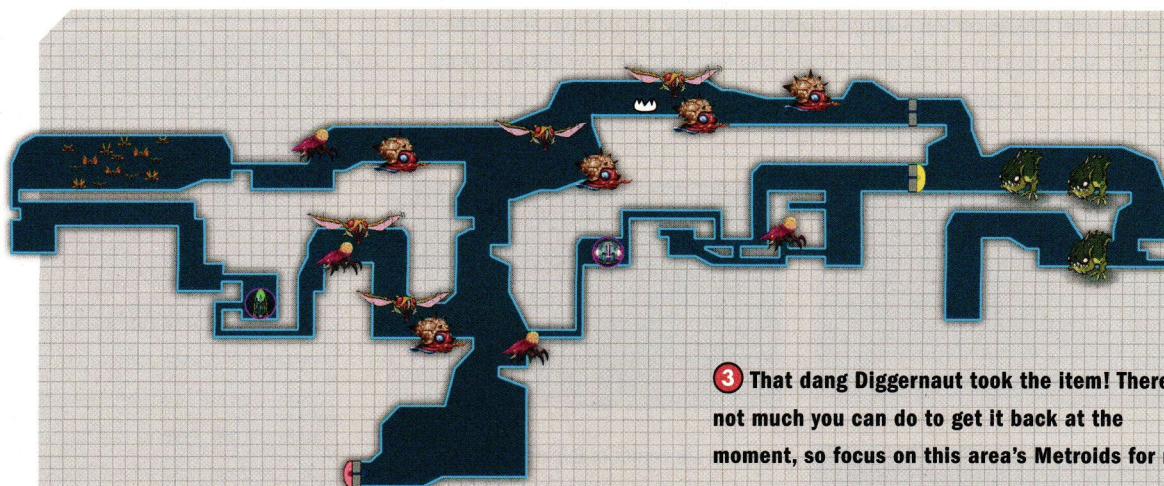 3 That dang Diggernaut took the item! There
not much you can do to get it back at the
moment, so focus on this area's Metroids for